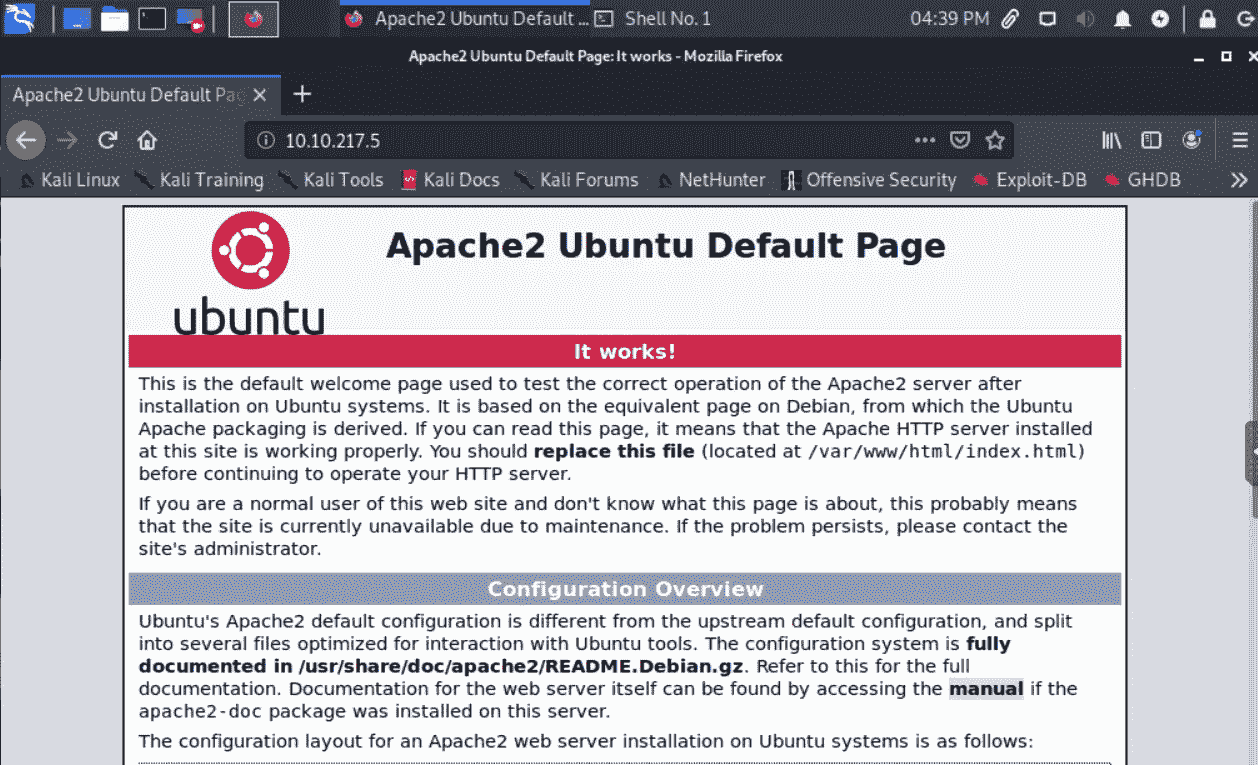 Apache2 Ubuntu Default ... Shell No. 1 04:39 PM
Apache2 Ubuntu Default Page: It works - Mozilla Firefox
Apache2 Ubuntu Default Pag
10.10.217.5
Kali Linux Kali Training Kali Tools Kali Docs Kali Forums NetHunter Offensive Security Exploit-DB GHDB
Apache2 Ubuntu Default Page
ubuntu
It works!
This is the default welcome page used to test the correct operation of the Apache2 server after
installation on Ubuntu systems. It is based on the equivalent page on Debian, from which the Ubuntu
Apache packaging is derived. If you can read this page, it means that the Apache HTTP server installed
at this site is working properly. You should replace this file (located at /var/www/html/index.html)
before continuing to operate your HTTP server.
If you are a normal user of this web site and don't know what this page is about, this probably means
that the site is currently unavailable due to maintenance. If the problem persists, please contact the
site's administrator.
Configuration Overview
Ubuntu's Apache2 default configuration is different from the upstream default configuration, and split
into several files optimized for interaction with Ubuntu tools. The configuration system is fully
documented in /usr/share/doc/apache2/README.Debian.gz. Refer to this for the full
documentation. Documentation for the web server itself can be found by accessing the manual if the
apache2-doc package was installed on this server.
The configuration layout for an Apache2 web server installation on Ubuntu systems is as follows: